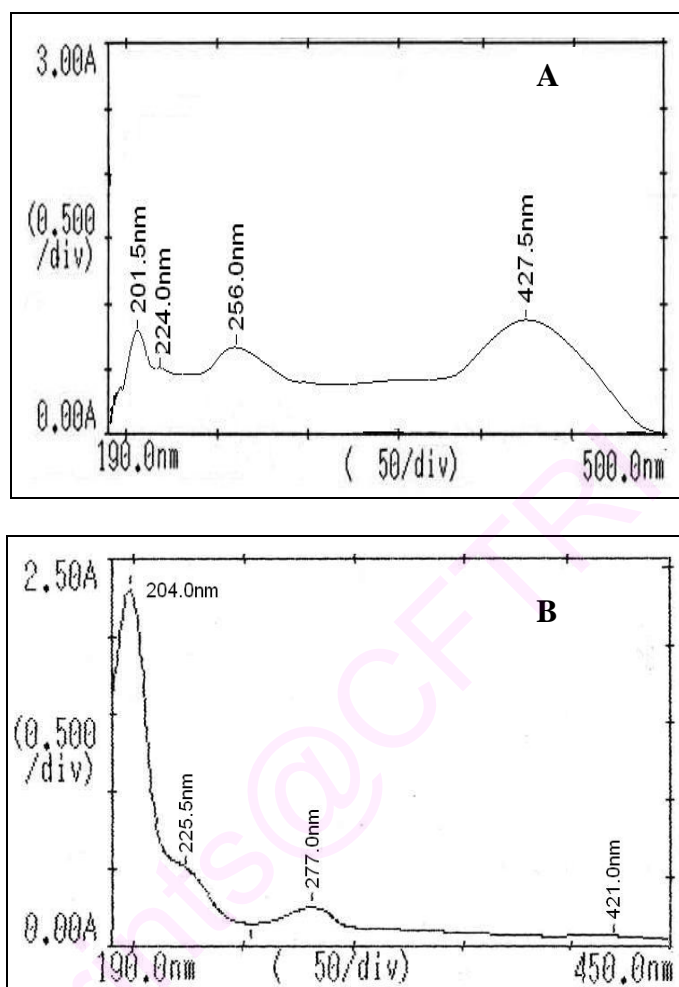 3.00A
A
(0.500
/div)
201.5nm
224.0nm
256.0nm
427.5nm
0.00A
190.0nm
( 50/div)
500.0nm
2.50A
204.0nm
B
(0.500
/div)
225.5nm
277.0nm
421.0nm
0.00A
190.0nm
( 50/div)
450.0nm
ints@CFTRI